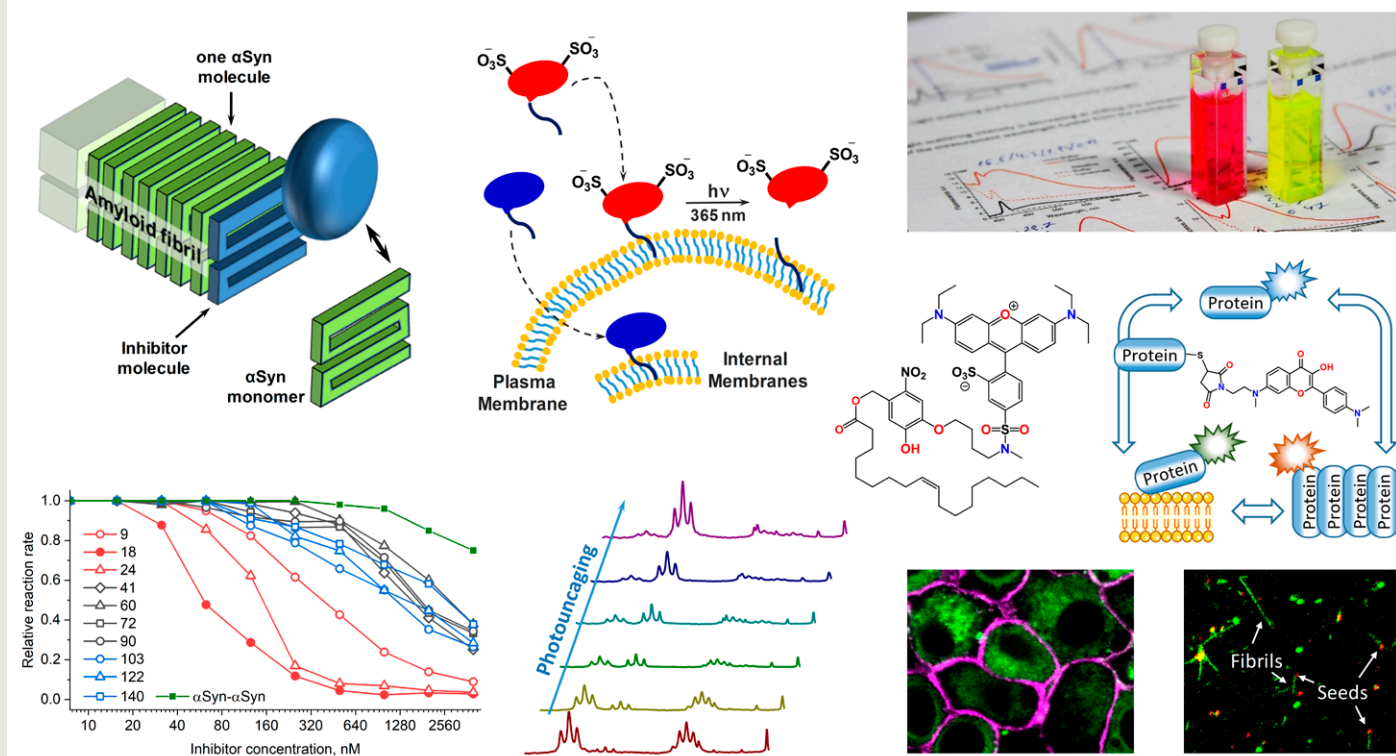 one αSyn
molecule
Amyloid fibril
Inhibitor
molecule
αSyn
monomer
⁻O₃S
SO₃⁻
⁻O₃S
SO₃⁻
hν
365 nm
⁻O₃S
SO₃⁻
Plasma
Membrane
Internal
Membranes
N
O
⊕
N
O₃S
⊖
NO₂
O
O
O
OH
O
S
O
N
Protein
Protein
S
O
N
O
N
O
O
OH
N
Protein
Protein
Protein
Protein
Protein
Relative reaction rate
1.0
0.8
0.6
0.4
0.2
0.0
9
18
24
41
60
72
90
103
122
140
αSyn-αSyn
10 20 40 80 160 320 640 1280 2560
Inhibitor concentration, nM
Photouncaging
Fibrils
Seeds